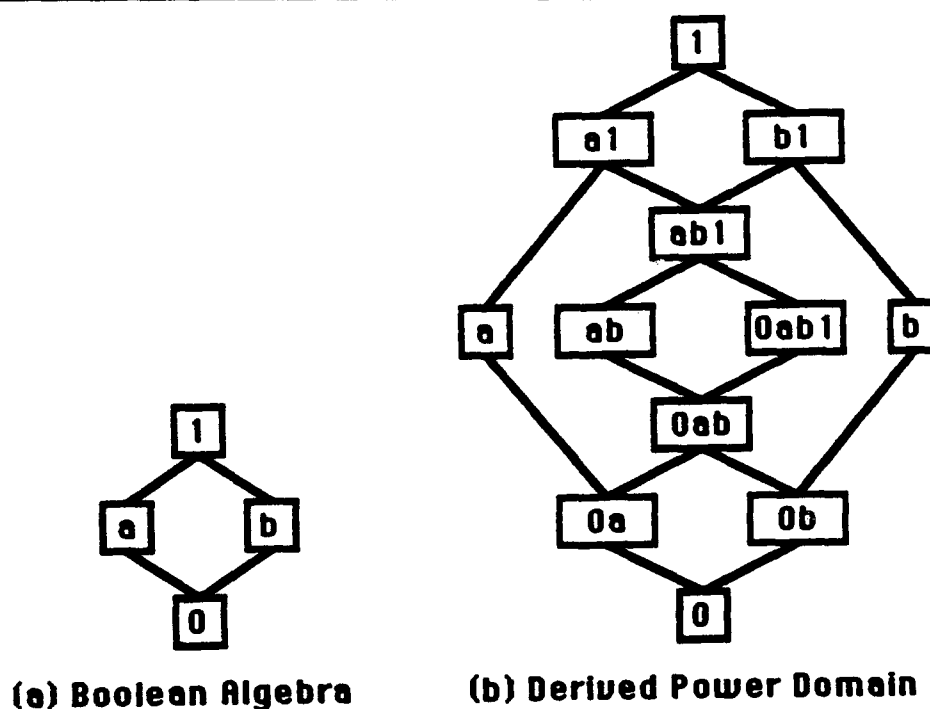 1
a1 b1
ab1
a ab 0ab1 b
0ab
0a 0b
0
1
a b
0
(a) Boolean Algebra
(b) Derived Power Domain